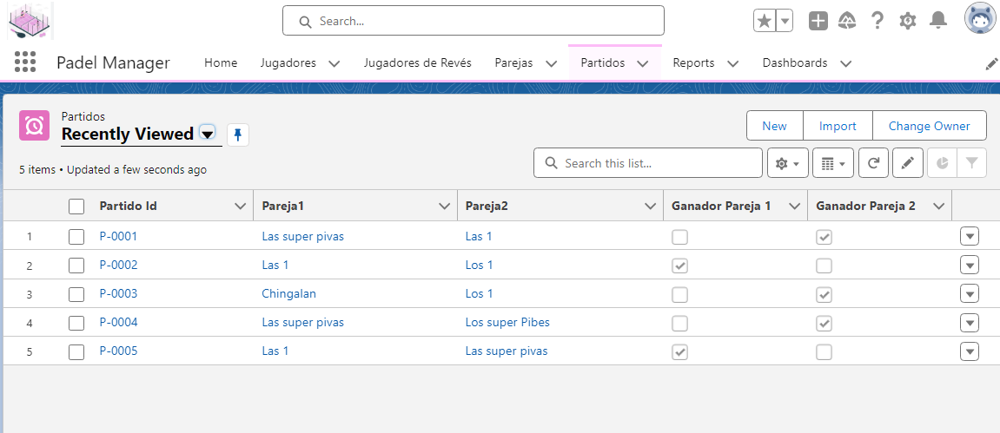 Search...
Padel Manager Home Jugadores Jugadores de Revés Parejas Partidos Reports Dashboards
Partidos
Recently Viewed
New Import Change Owner
5 items • Updated a few seconds ago
Search this list...
Partido Id Pareja1 Pareja2 Ganador Pareja 1 Ganador Pareja 2
1 P-0001 Las super pivas Las 1
2 P-0002 Las 1 Los 1
3 P-0003 Chingalan Los 1
4 P-0004 Las super pivas Los super Pibes
5 P-0005 Las 1 Las super pivas